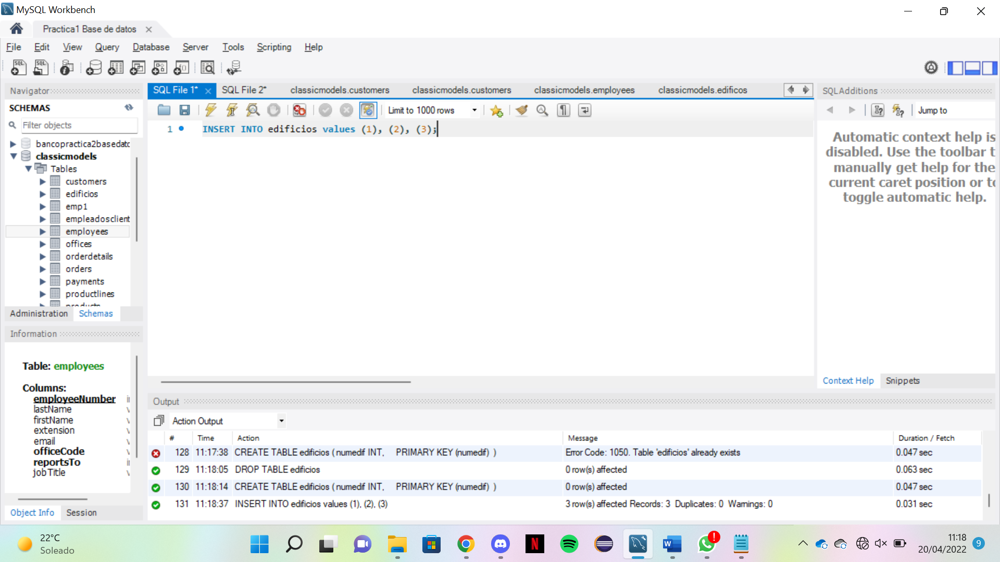 MySQL Workbench
Practica1 Base de datos
File Edit View Query Database Server Tools Scripting Help
Navigator
SCHEMAS
Filter objects
bancopractica2basedatc
classicmodels
Tables
customers
edificios
emp1
empleadosclient
employees
offices
orderdetails
orders
payments
productlines
products
Administration Schemas
Information
Table: employees
Columns:
employeeNumber
lastName
firstName
extension
email
officeCode
reportsTo
jobTitle
Object Info Session
SQL File 1* SQL File 2* classicmodels.customers classicmodels.customers classicmodels.employees classicmodels.edificos
Limit to 1000 rows
1 INSERT INTO edificios values (1), (2), (3);
SQLAdditions
Jump to
Automatic context help is
disabled. Use the toolbar t
manually get help for the
current caret position or to
toggle automatic help.
Context Help Snippets
Output
Action Output
# Time Action Message Duration / Fetch
128 11:17:38 CREATE TABLE edificios ( numedif INT, PRIMARY KEY (numedif) ) Error Code: 1050. Table 'edificios' already exists 0.047 sec
129 11:18:05 DROP TABLE edificios 0 row(s) affected 0.063 sec
130 11:18:14 CREATE TABLE edificios ( numedif INT, PRIMARY KEY (numedif) ) 0 row(s) affected 0.047 sec
131 11:18:37 INSERT INTO edificios values (1), (2), (3) 3 row(s) affected Records: 3 Duplicates: 0 Warnings: 0 0.031 sec
22°C
Soleado
11:18
20/04/2022
9